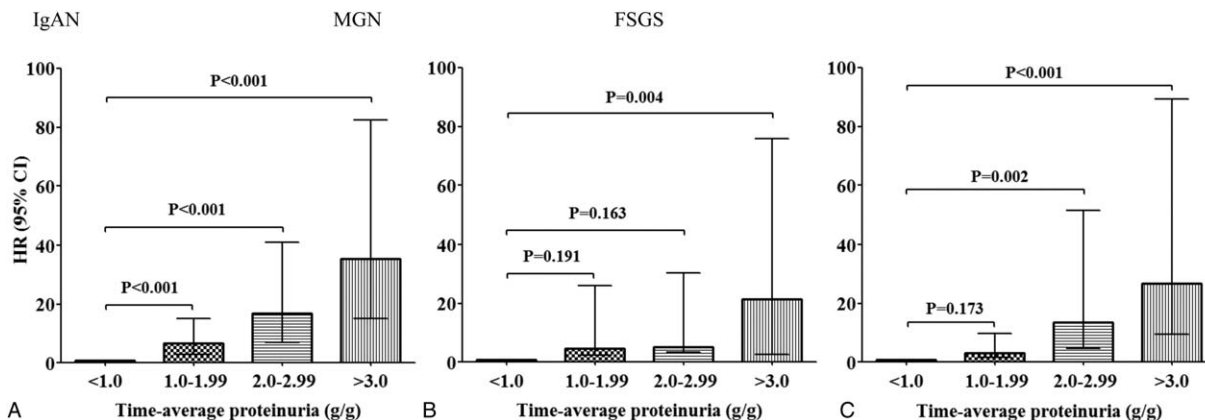 IgAN MGN FSGS
HR (95% CI)
100
80
60
40
20
0
P<0.001
P<0.001
P<0.001
<1.0 1.0-1.99 2.0-2.99 >3.0
A Time-average proteinuria (g/g)
100
80
60
40
20
0
P=0.004
P=0.163
P=0.191
<1.0 1.0-1.99 2.0-2.99 >3.0
B Time-average proteinuria (g/g)
100
80
60
40
20
0
P<0.001
P=0.002
P=0.173
<1.0 1.0-1.99 2.0-2.99 >3.0
C Time-average proteinuria (g/g)